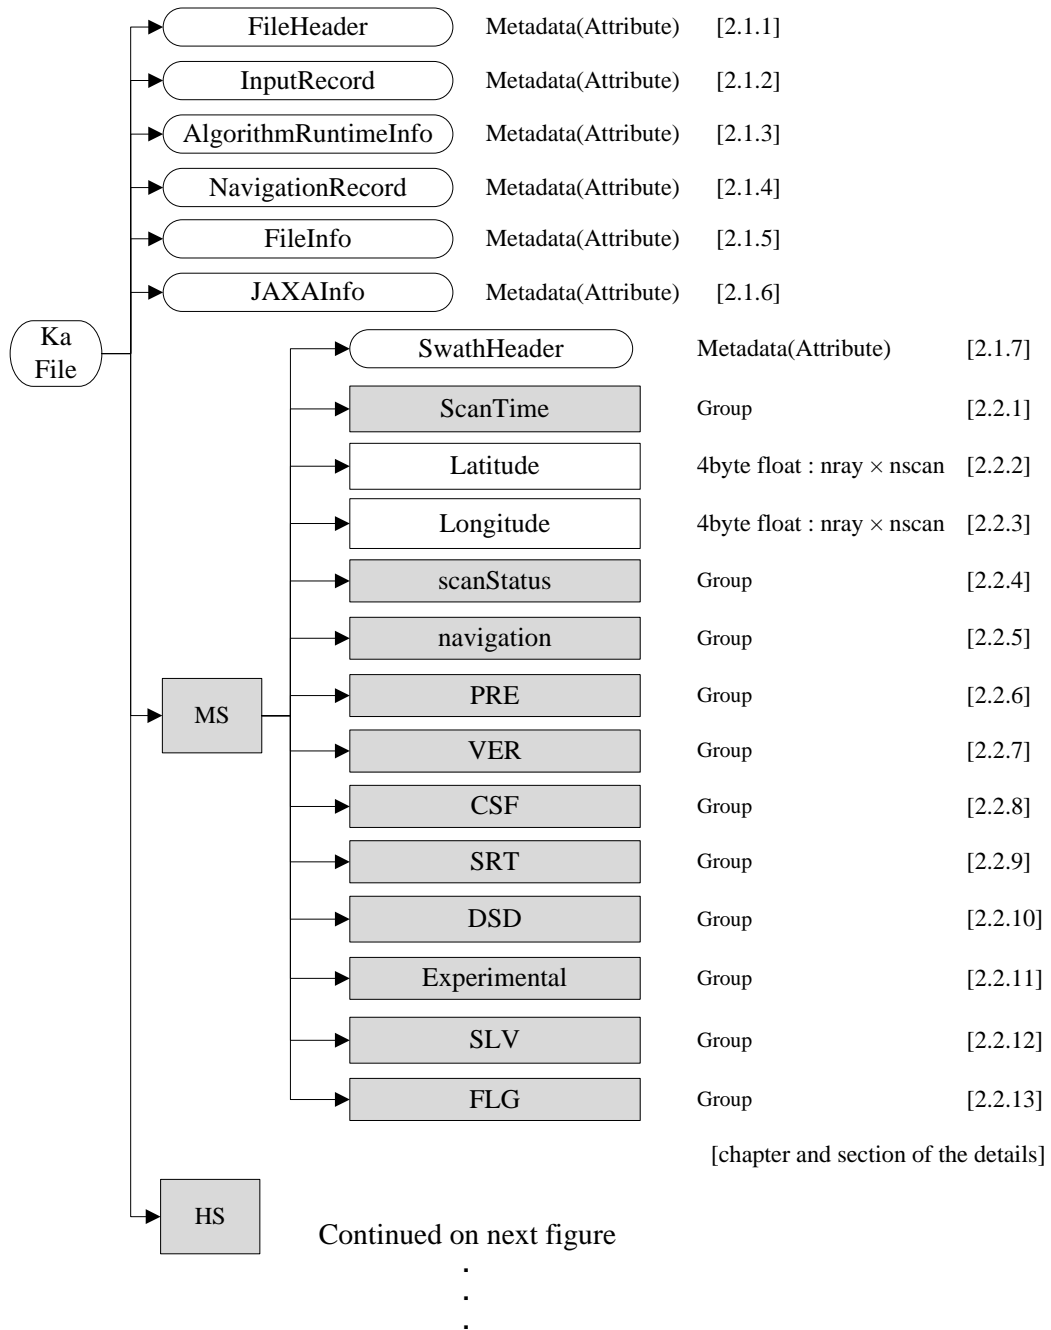 FileHeader Metadata(Attribute) [2.1.1]
InputRecord Metadata(Attribute) [2.1.2]
AlgorithmRuntimeInfo Metadata(Attribute) [2.1.3]
NavigationRecord Metadata(Attribute) [2.1.4]
FileInfo Metadata(Attribute) [2.1.5]
JAXAInfo Metadata(Attribute) [2.1.6]
Ka
File
SwathHeader Metadata(Attribute) [2.1.7]
ScanTime Group [2.2.1]
Latitude 4byte float : nray × nscan [2.2.2]
Longitude 4byte float : nray × nscan [2.2.3]
scanStatus Group [2.2.4]
navigation Group [2.2.5]
PRE Group [2.2.6]
MS
VER Group [2.2.7]
CSF Group [2.2.8]
SRT Group [2.2.9]
DSD Group [2.2.10]
Experimental Group [2.2.11]
SLV Group [2.2.12]
FLG Group [2.2.13]
[chapter and section of the details]
HS
Continued on next figure
.
.
.